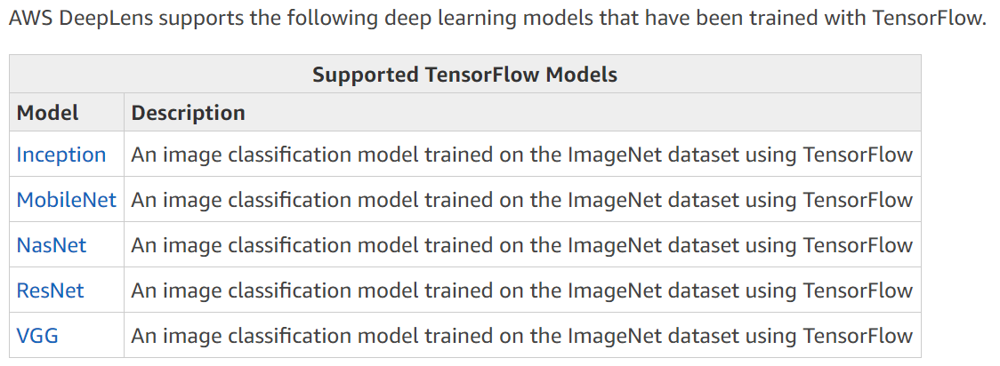 AWS DeepLens supports the following deep learning models that have been trained with TensorFlow.
Supported TensorFlow Models
Model Description
Inception An image classification model trained on the ImageNet dataset using TensorFlow
MobileNet An image classification model trained on the ImageNet dataset using TensorFlow
NasNet An image classification model trained on the ImageNet dataset using TensorFlow
ResNet An image classification model trained on the ImageNet dataset using TensorFlow
VGG An image classification model trained on the ImageNet dataset using TensorFlow